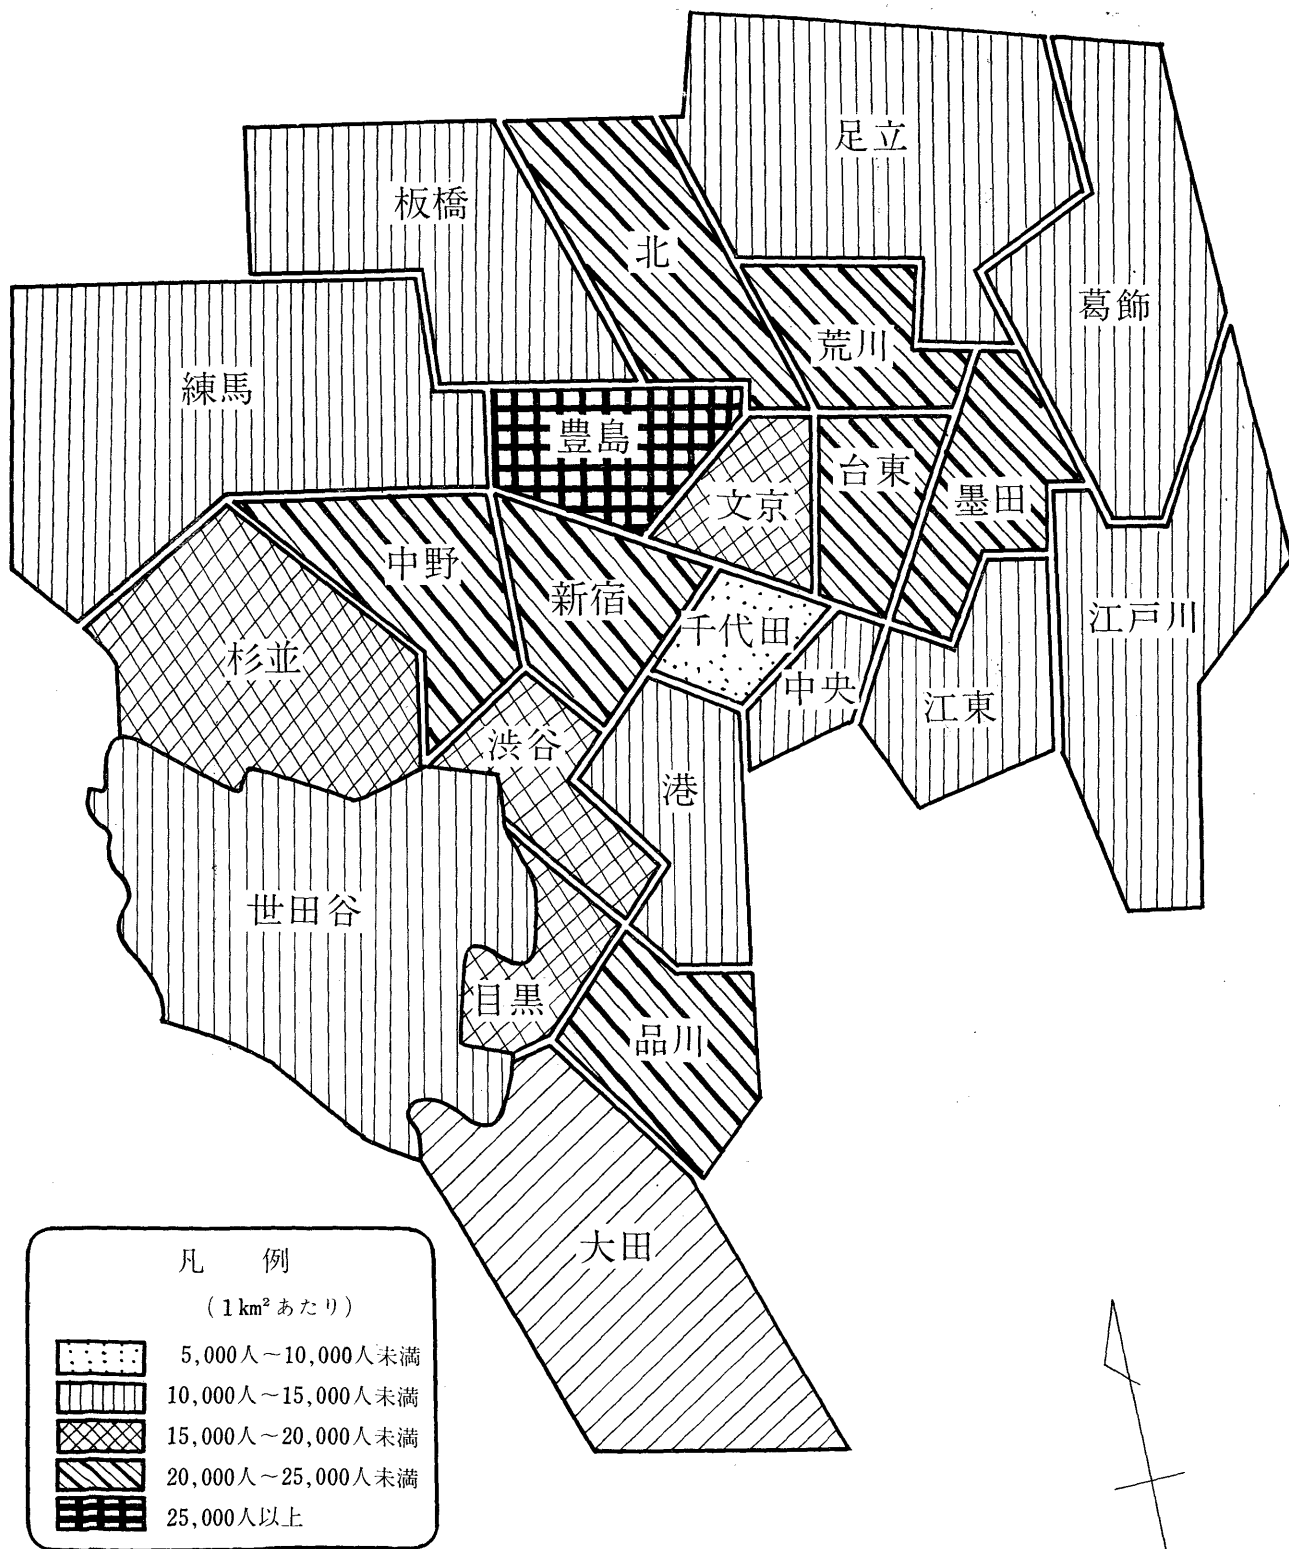 足立
板橋
北
葛飾
荒川
練馬
豊島
台東
墨田
文京
中野
新宿
江戸川
千代田
杉並
中央
江東
渋谷
港
世田谷
目黒
品川
大田
凡 例
(1km²あたり)
5,000人~10,000人未満
10,000人~15,000人未満
15,000人~20,000人未満
20,000人~25,000人未満
25,000人以上